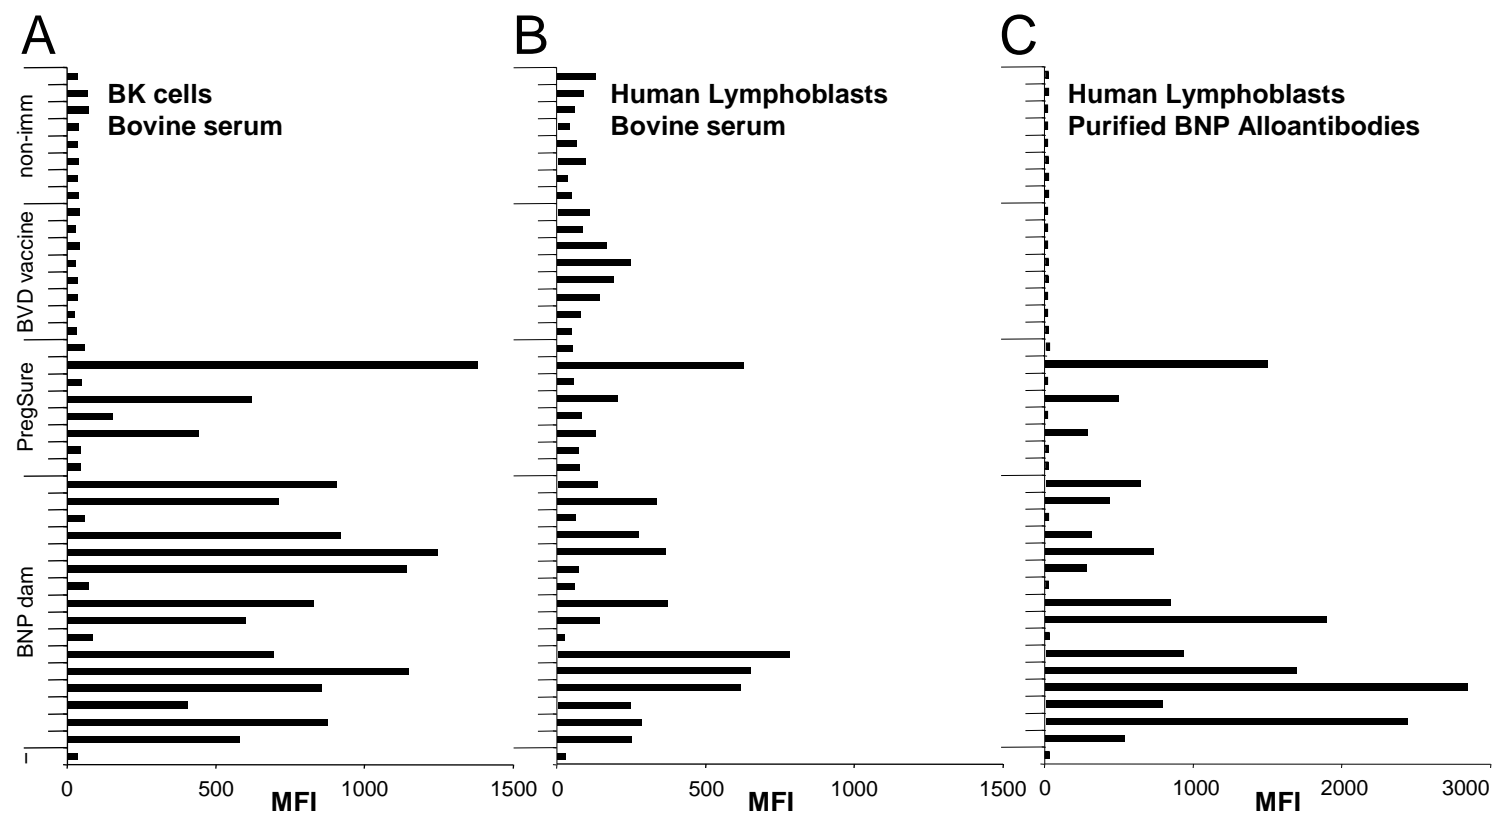 A
B
C
BK cells
Bovine serum
Human Lymphoblasts
Bovine serum
Human Lymphoblasts
Purified BNP Alloantibodies
non-imm
BVD vaccine
PregSure
BNP dam
–
0
500
1000
1500
MFI
0
500
1000
1500
MFI
0
1000
2000
3000
MFI